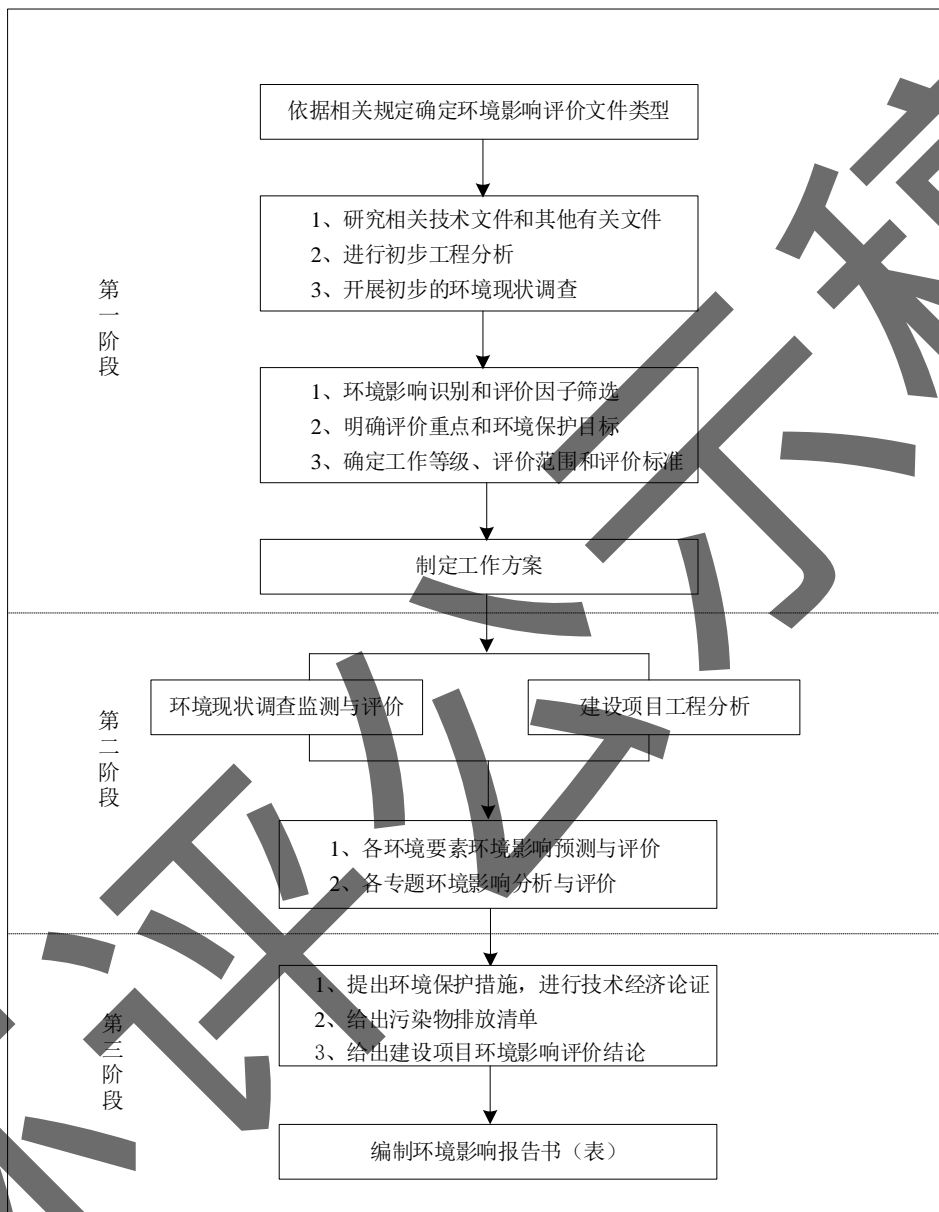 依据相关规定确定环境影响评价文件类型
1、研究相关技术文件和其他有关文件
2、进行初步工程分析
3、开展初步的环境现状调查
第一阶段
1、环境影响识别和评价因子筛选
2、明确评价重点和环境保护目标
3、确定工作等级、评价范围和评价标准
制定工作方案
环境现状调查监测与评价
建设项目工程分析
第二阶段
1、各环境要素环境影响预测与评价
2、各专题环境影响分析与评价
1、提出环境保护措施，进行技术经济论证
2、给出污染物排放清单
3、给出建设项目环境影响评价结论
第三阶段
编制环境影响报告书（表）
评公示